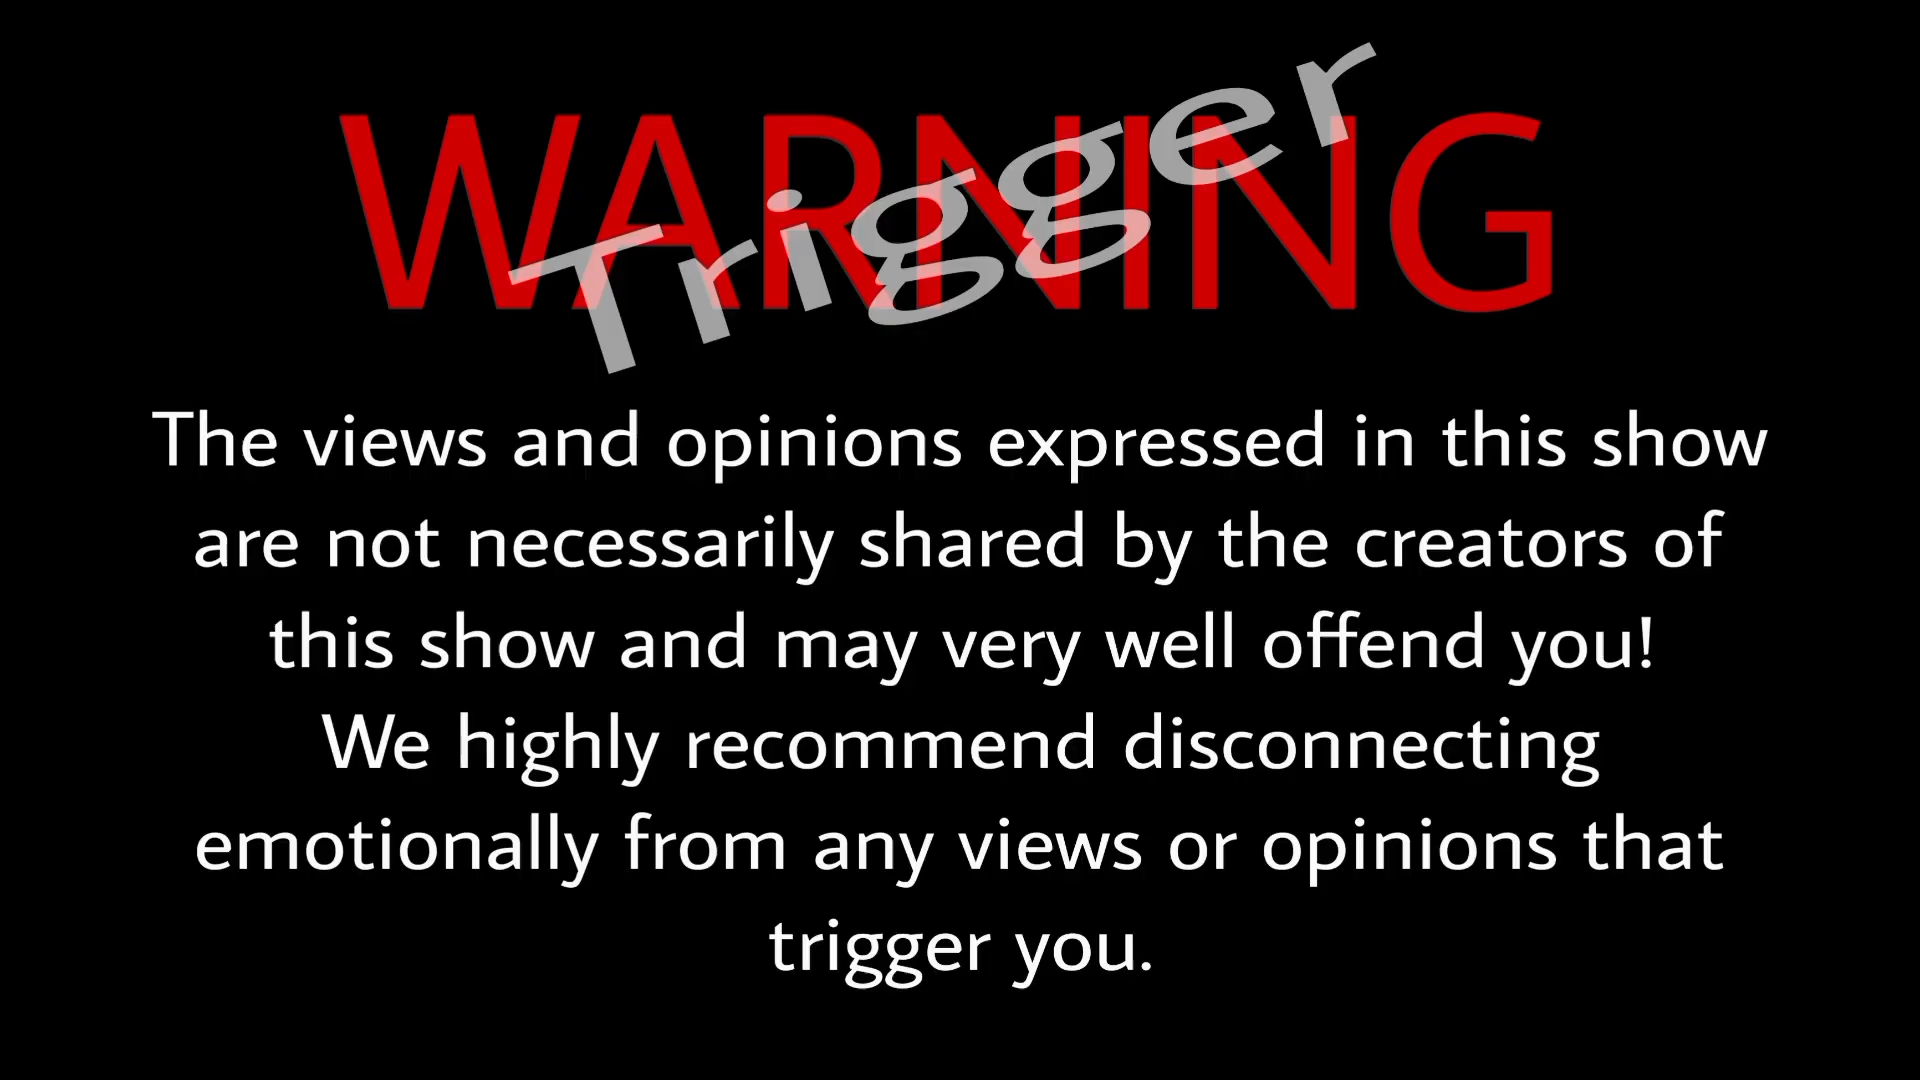 WARNING
Trigger
The views and opinions expressed in this show
are not necessarily shared by the creators of
this show and may very well offend you!
We highly recommend disconnecting
emotionally from any views or opinions that
trigger you.